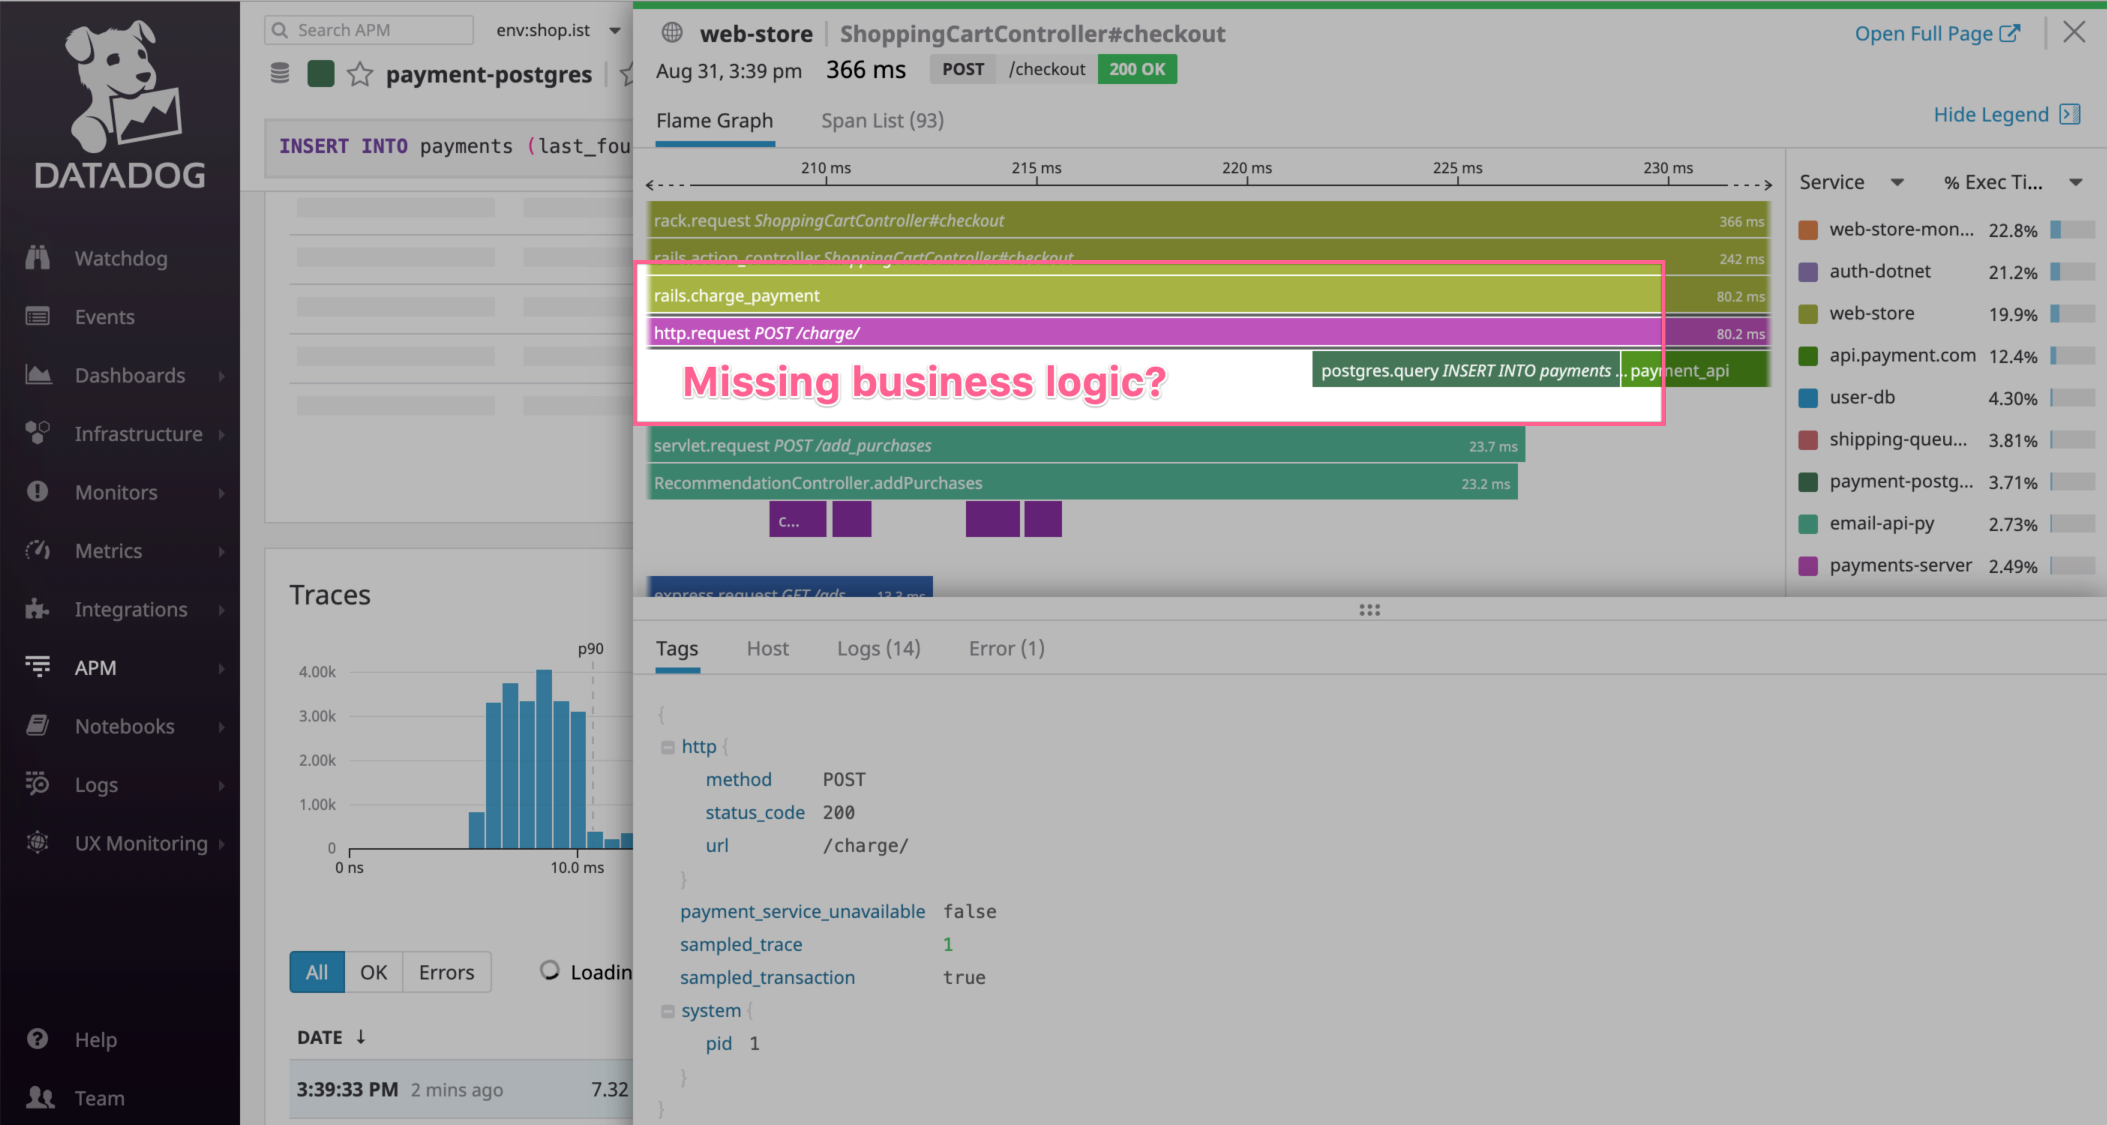 DATADOG
Watchdog
Events
Dashboards
Infrastructure
Monitors
Metrics
Integrations
APM
Notebooks
Logs
UX Monitoring
Help
Team
Search APM
env:shop.ist
payment-postgres
INSERT INTO payments (last_fou
Traces
p90
4.00k
3.00k
2.00k
1.00k
0
0 ns
10.0 ms
All
OK
Errors
Loadin
DATE ↓
3:39:33 PM 2 mins ago 7.32
web-store ShoppingCartController#checkout
Open Full Page
Aug 31, 3:39 pm 366 ms POST /checkout 200 OK
Hide Legend
Flame Graph
Span List (93)
210 ms 215 ms 220 ms 225 ms 230 ms
rack.request ShoppingCartController#checkout 366 ms
rails.action_controller ShoppingCartController#checkout 242 ms
rails.charge_payment 80.2 ms
http.request POST /charge/ 80.2 ms
Missing business logic?
postgres.query INSERT INTO payments ... payment_api
servlet.request POST /add_purchases 23.7 ms
RecommendationController.addPurchases 23.2 ms
c...
express.request GET /ads 13.3 ms
Service % Exec Ti...
web-store-mon... 22.8%
auth-dotnet 21.2%
web-store 19.9%
api.payment.com 12.4%
user-db 4.30%
shipping-queu... 3.81%
payment-postg... 3.71%
email-api-py 2.73%
payments-server 2.49%
Tags
Host
Logs (14)
Error (1)
{
http {
method POST
status_code 200
url /charge/
}
payment_service_unavailable false
sampled_trace 1
sampled_transaction true
system {
pid 1
}
}